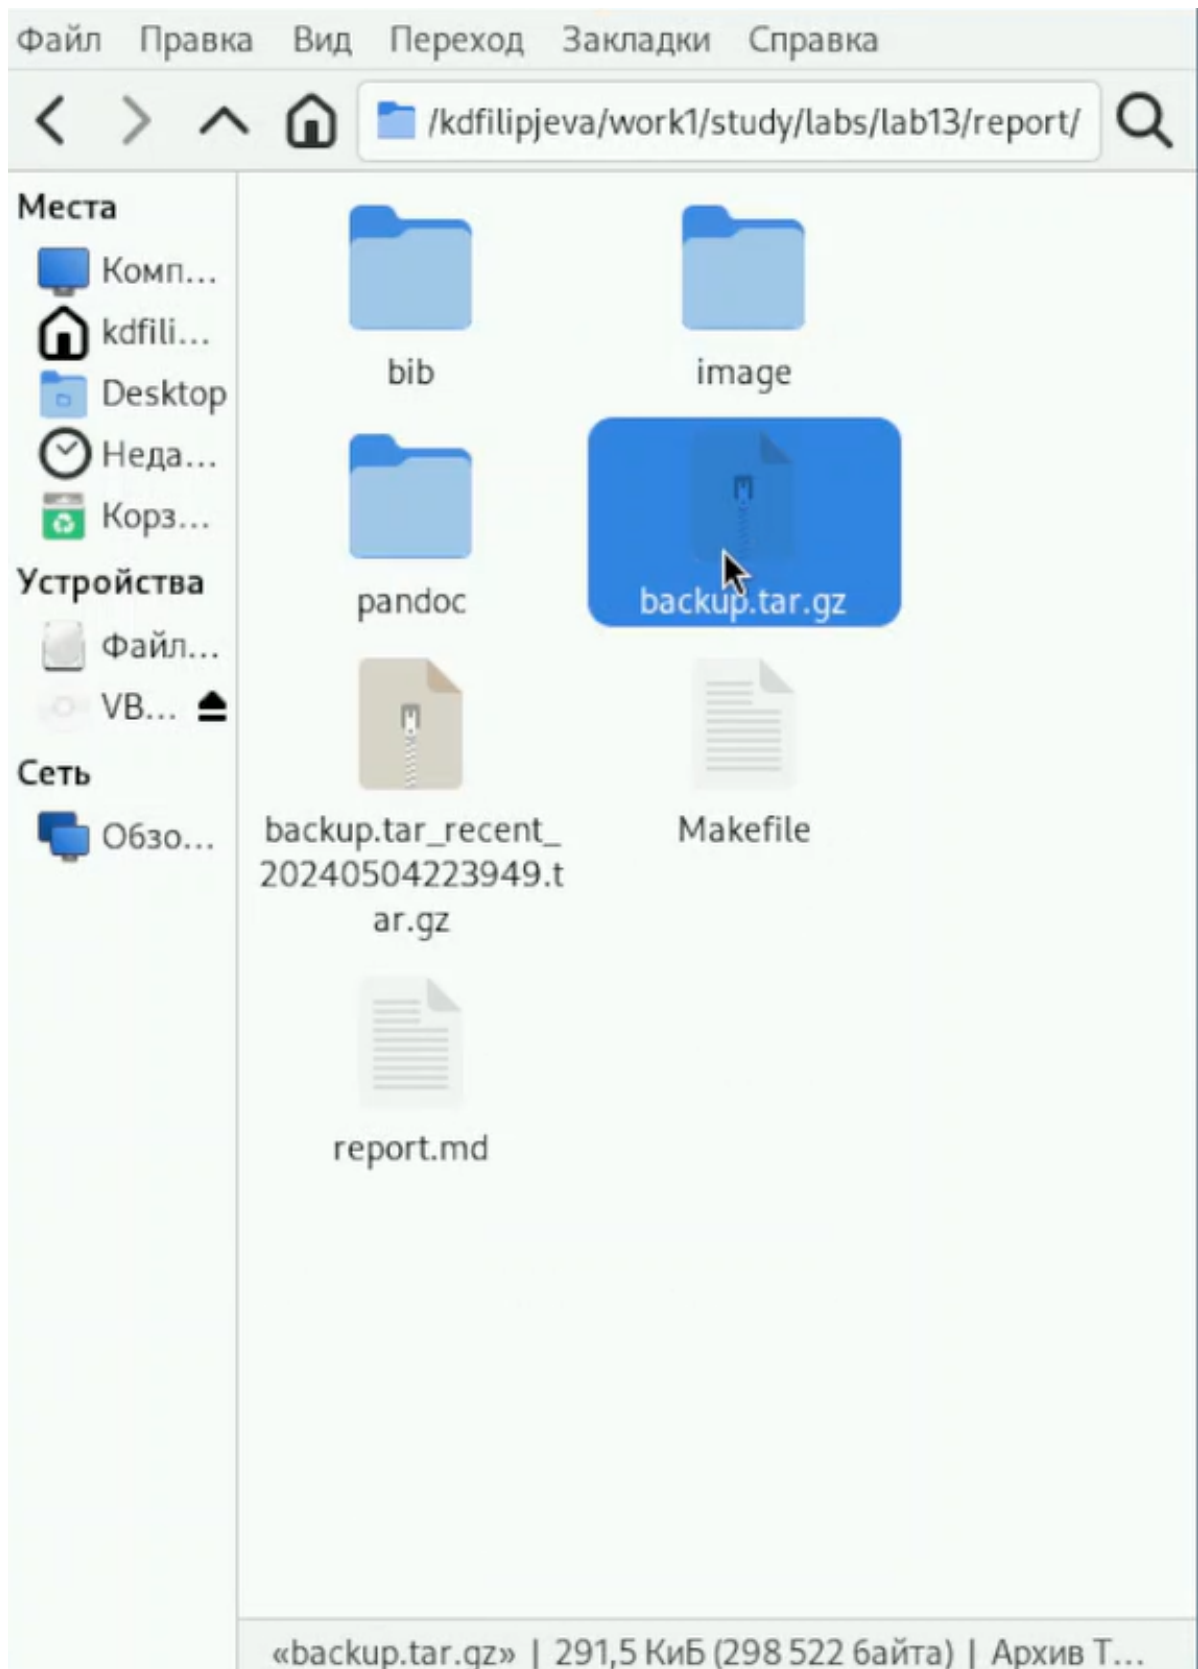 Файл Правка Вид Переход Закладки Справка
/kdfilipjeva/work1/study/labs/lab13/report/
Места
Комп...
kdfili...
Desktop
Неда...
Корз...
Устройства
Файл...
VB...
Сеть
Обзо...
bib
image
pandoc
backup.tar.gz
backup.tar_recent_
20240504223949.t
ar.gz
Makefile
report.md
«backup.tar.gz» | 291,5 КиБ (298 522 байта) | Архив Т...